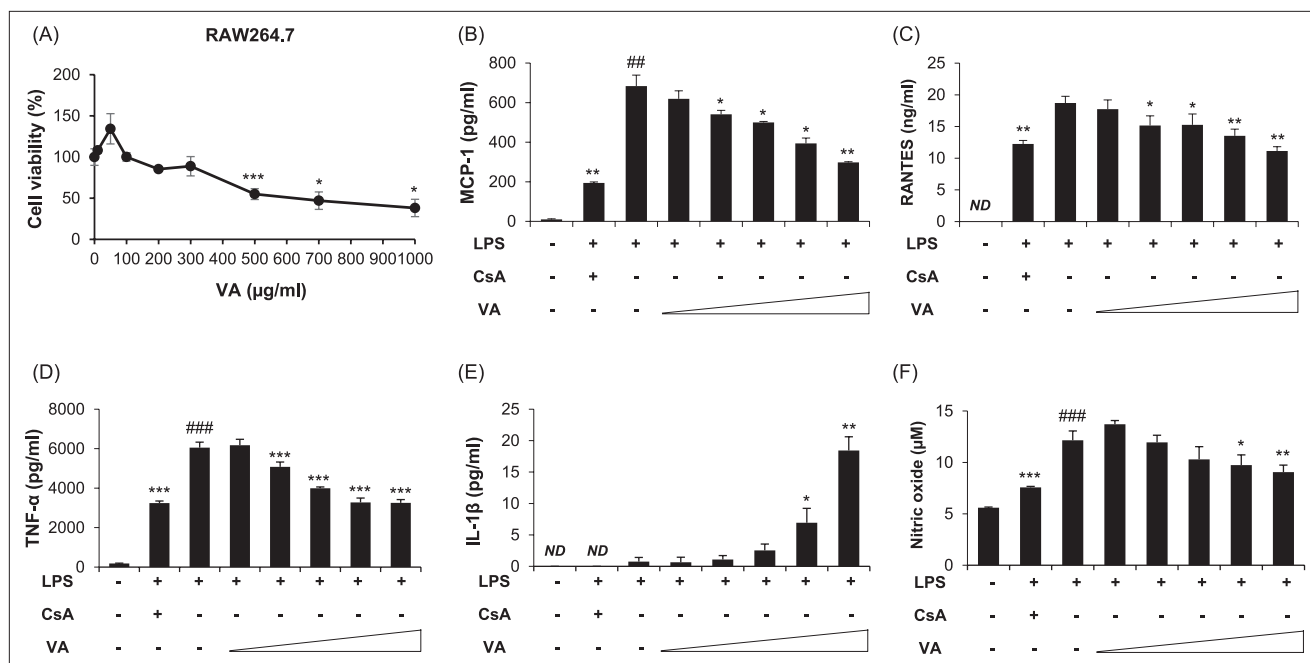 (A)
RAW264.7
200
150
100
50
0
Cell viability (%)
0 100 200 300 400 500 600 700 800 9001000
VA (µg/ml)
***
*
*
(B)
800
600
400
200
0
MCP-1 (pg/ml)
**
##
*
*
*
**
LPS - + + + + + + +
CsA - + - - - - - -
VA - - -
(C)
25
20
15
10
5
0
RANTES (ng/ml)
ND
**
*
*
**
**
LPS - + + + + + + +
CsA - + - - - - - -
VA - - -
(D)
8000
6000
4000
2000
0
TNF-α (pg/ml)
***
###
***
***
***
***
LPS - + + + + + + +
CsA - + - - - - - -
VA - - -
(E)
25
20
15
10
5
0
IL-1β (pg/ml)
ND
ND
*
**
LPS - + + + + + + +
CsA - + - - - - - -
VA - - -
(F)
15
10
5
0
Nitric oxide (µM)
***
###
*
**
LPS - + + + + + + +
CsA - + - - - - - -
VA - - -